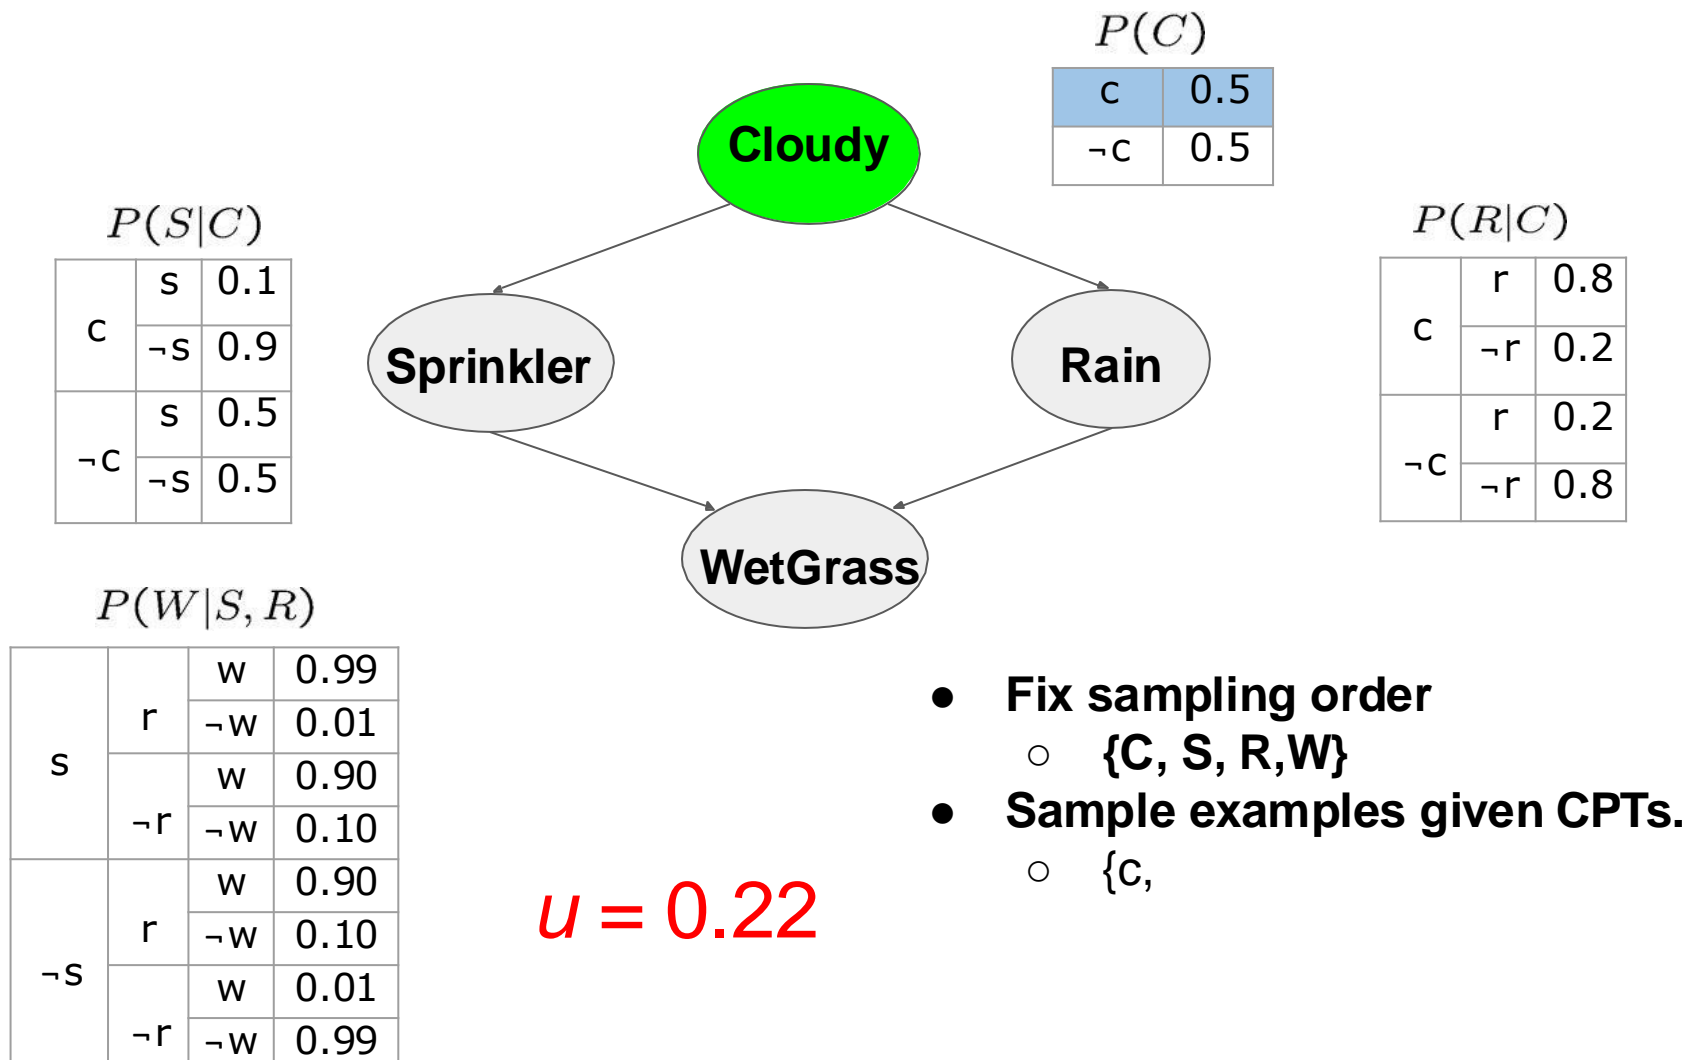 P(C)
c 0.5
¬c 0.5
Cloudy
P(S|C)
c s 0.1
¬s 0.9
¬c s 0.5
¬s 0.5
P(R|C)
c r 0.8
¬r 0.2
¬c r 0.2
¬r 0.8
Sprinkler
Rain
WetGrass
P(W|S, R)
s r w 0.99
¬w 0.01
¬r w 0.90
¬w 0.10
¬s r w 0.90
¬w 0.10
¬r w 0.01
¬w 0.99
u = 0.22
● Fix sampling order
○ {C, S, R,W}
● Sample examples given CPTs.
○ {c,